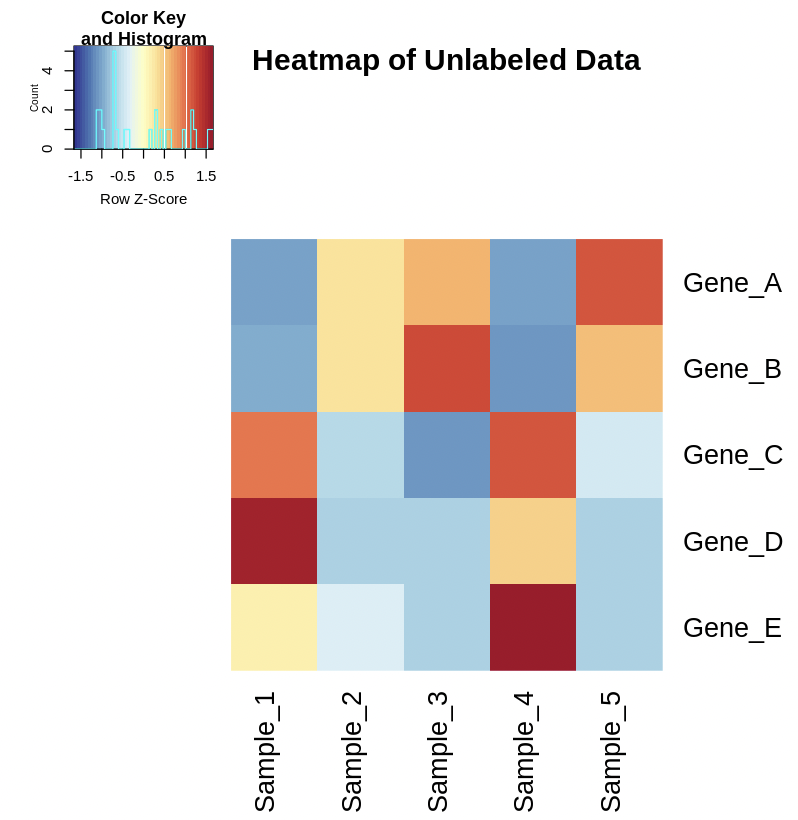 Color Key
and Histogram
Heatmap of Unlabeled Data
Count
0 2 4
-1.5 -0.5 0.5 1.5
Row Z-Score
Gene_A
Gene_B
Gene_C
Gene_D
Gene_E
Sample_1
Sample_2
Sample_3
Sample_4
Sample_5